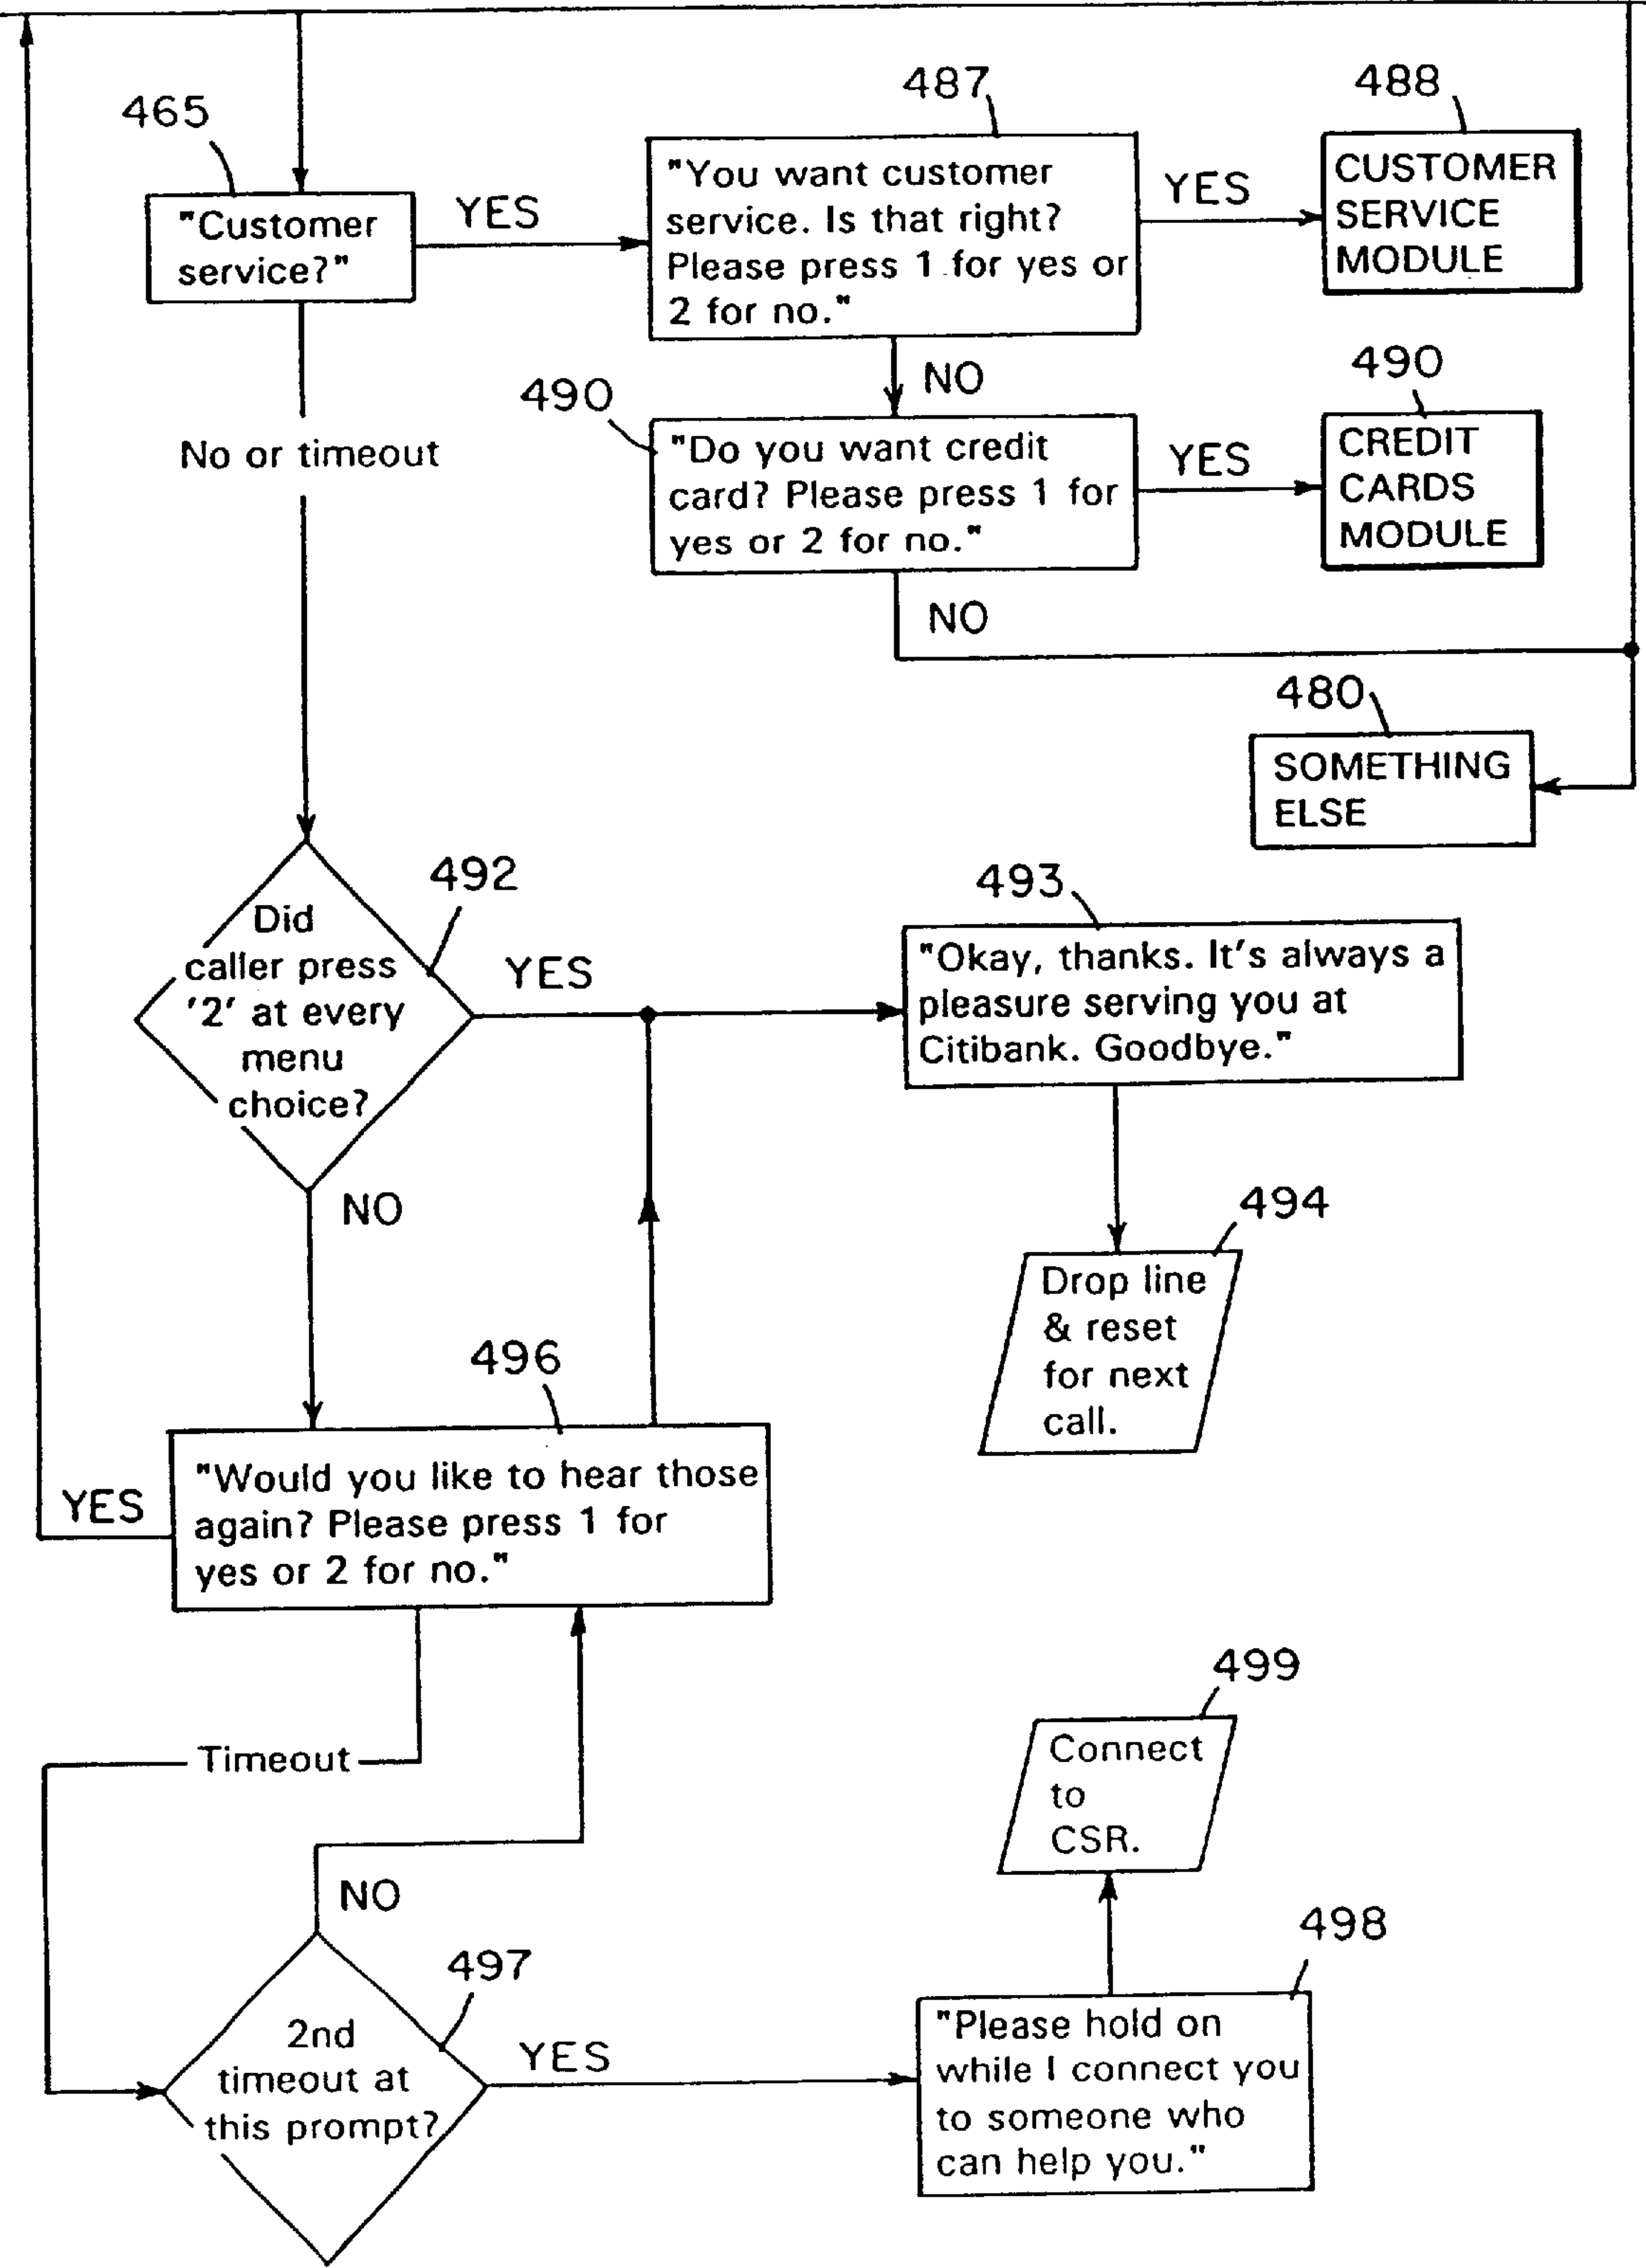 487
488
465
"You want customer
service. Is that right?
Please press 1 for yes or
2 for no."
YES
CUSTOMER
SERVICE
MODULE
"Customer
service?"
YES
NO
490
490
"Do you want credit
card? Please press 1 for
yes or 2 for no."
YES
CREDIT
CARDS
MODULE
No or timeout
NO
480
SOMETHING
ELSE
492
493
Did
caller press
'2' at every
menu
choice?
YES
"Okay, thanks. It's always a
pleasure serving you at
Citibank. Goodbye."
NO
494
Drop line
& reset
for next
call.
496
"Would you like to hear those
again? Please press 1 for
yes or 2 for no."
YES
499
Connect
to
CSR.
Timeout
NO
497
498
2nd
timeout at
this prompt?
YES
"Please hold on
while I connect you
to someone who
can help you."